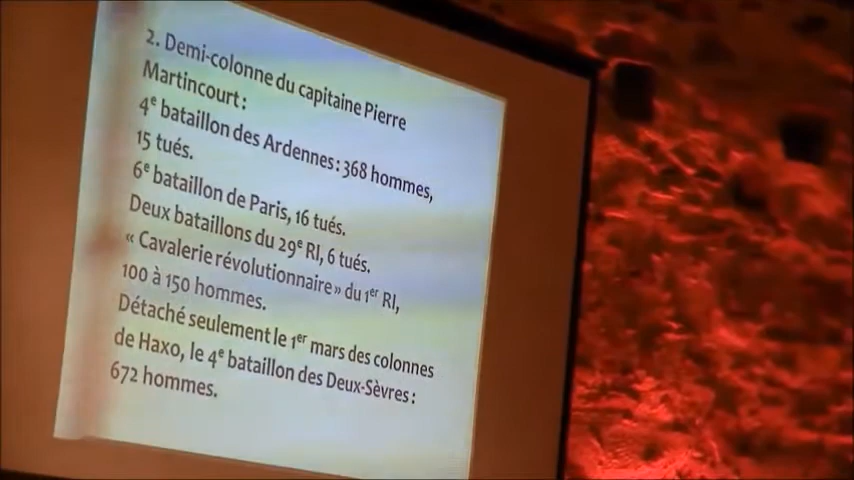 2. Demi-colonne du capitaine Pierre
Martincourt :
4e bataillon des Ardennes : 368 hommes,
15 tués.
6e bataillon de Paris, 16 tués.
Deux bataillons du 29e RI, 6 tués.
« Cavalerie révolutionnaire » du 1er RI,
100 à 150 hommes.
Détaché seulement le 1er mars des colonnes
de Haxo, le 4e bataillon des Deux-Sèvres :
672 hommes.